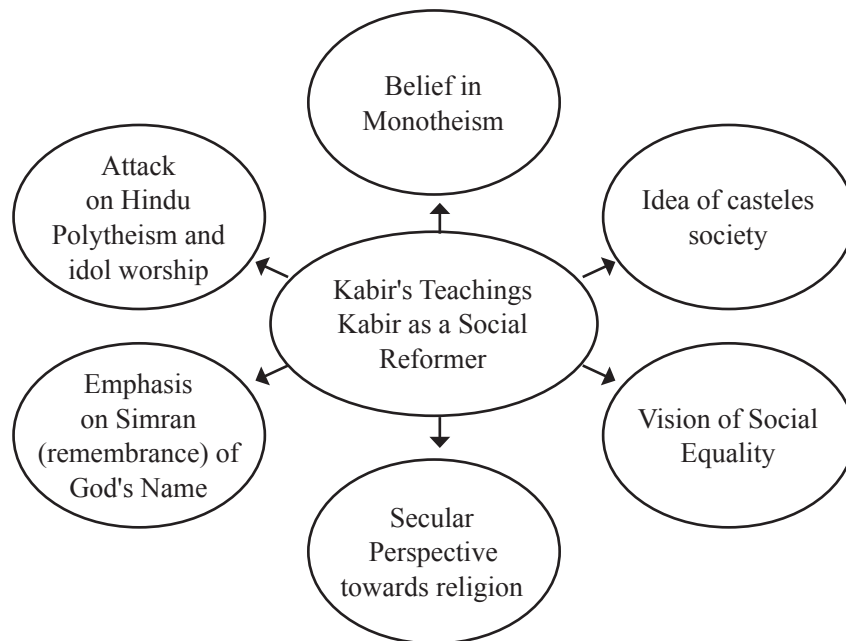 Belief in
Monotheism
Attack
on Hindu
Polytheism and
idol worship
Idea of casteles
society
Kabir's Teachings
Kabir as a Social
Reformer
Emphasis
on Simran
(remembrance) of
God's Name
Vision of Social
Equality
Secular
Perspective
towards religion